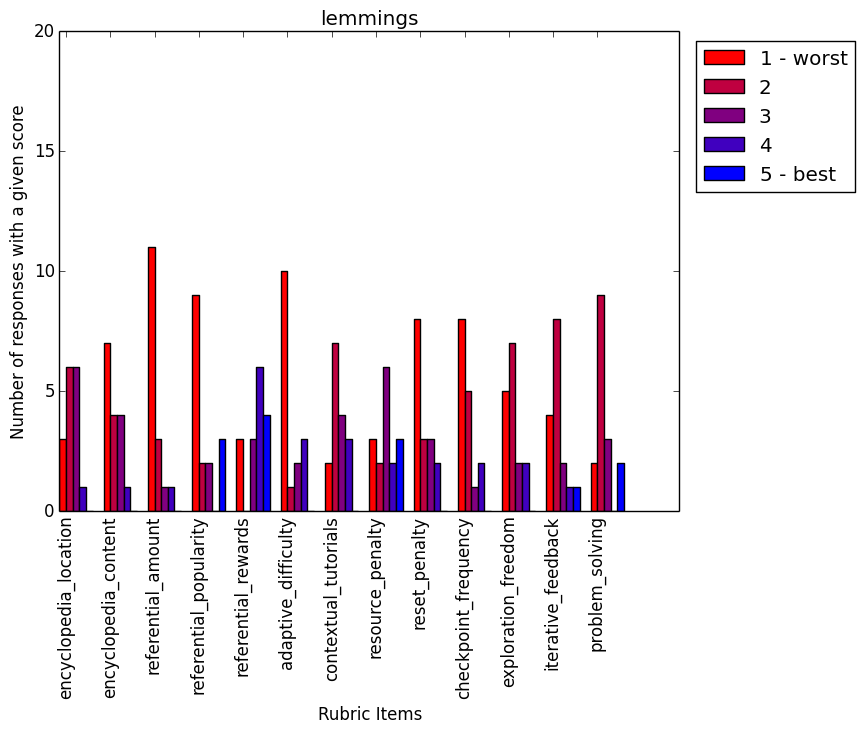 lemmings
20
15
10
5
0
Number of responses with a given score
encyclopedia_location
encyclopedia_content
referential_amount
referential_popularity
referential_rewards
adaptive_difficulty
contextual_tutorials
resource_penalty
reset_penalty
checkpoint_frequency
exploration_freedom
iterative_feedback
problem_solving
Rubric Items
1 - worst
2
3
4
5 - best